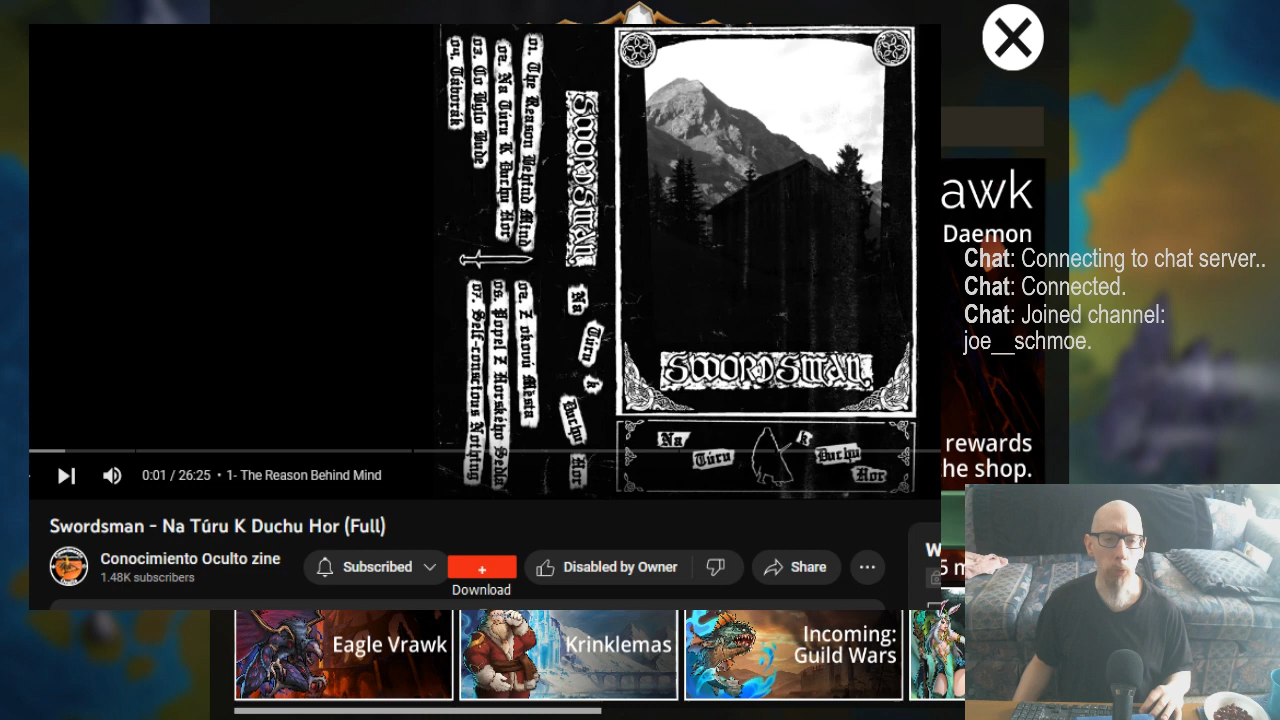 01. The Reason Behind Mind
02. Na Túru K Duchu Hor
03. Co Bylo Bude
04. Táborák
Swordsman
Na Túru k Duchu Hor
06. Popel Z Horského Sedla
07. Self-conscious Nothing
Swordsman
Na Túru k Duchu Hor
awk
Daemon
Chat: Connecting to chat server..
Chat: Connected.
Chat: Joined channel:
joe__schmoe.
rewards
he shop.
0:01 / 26:25 • 1- The Reason Behind Mind
Swordsman - Na Túru K Duchu Hor (Full)
Conocimiento Oculto zine
1.48K subscribers
Subscribed
+
Download
Disabled by Owner
Share
W
5 m
Eagle Vrawk
Krinklemas
Incoming:
Guild Wars